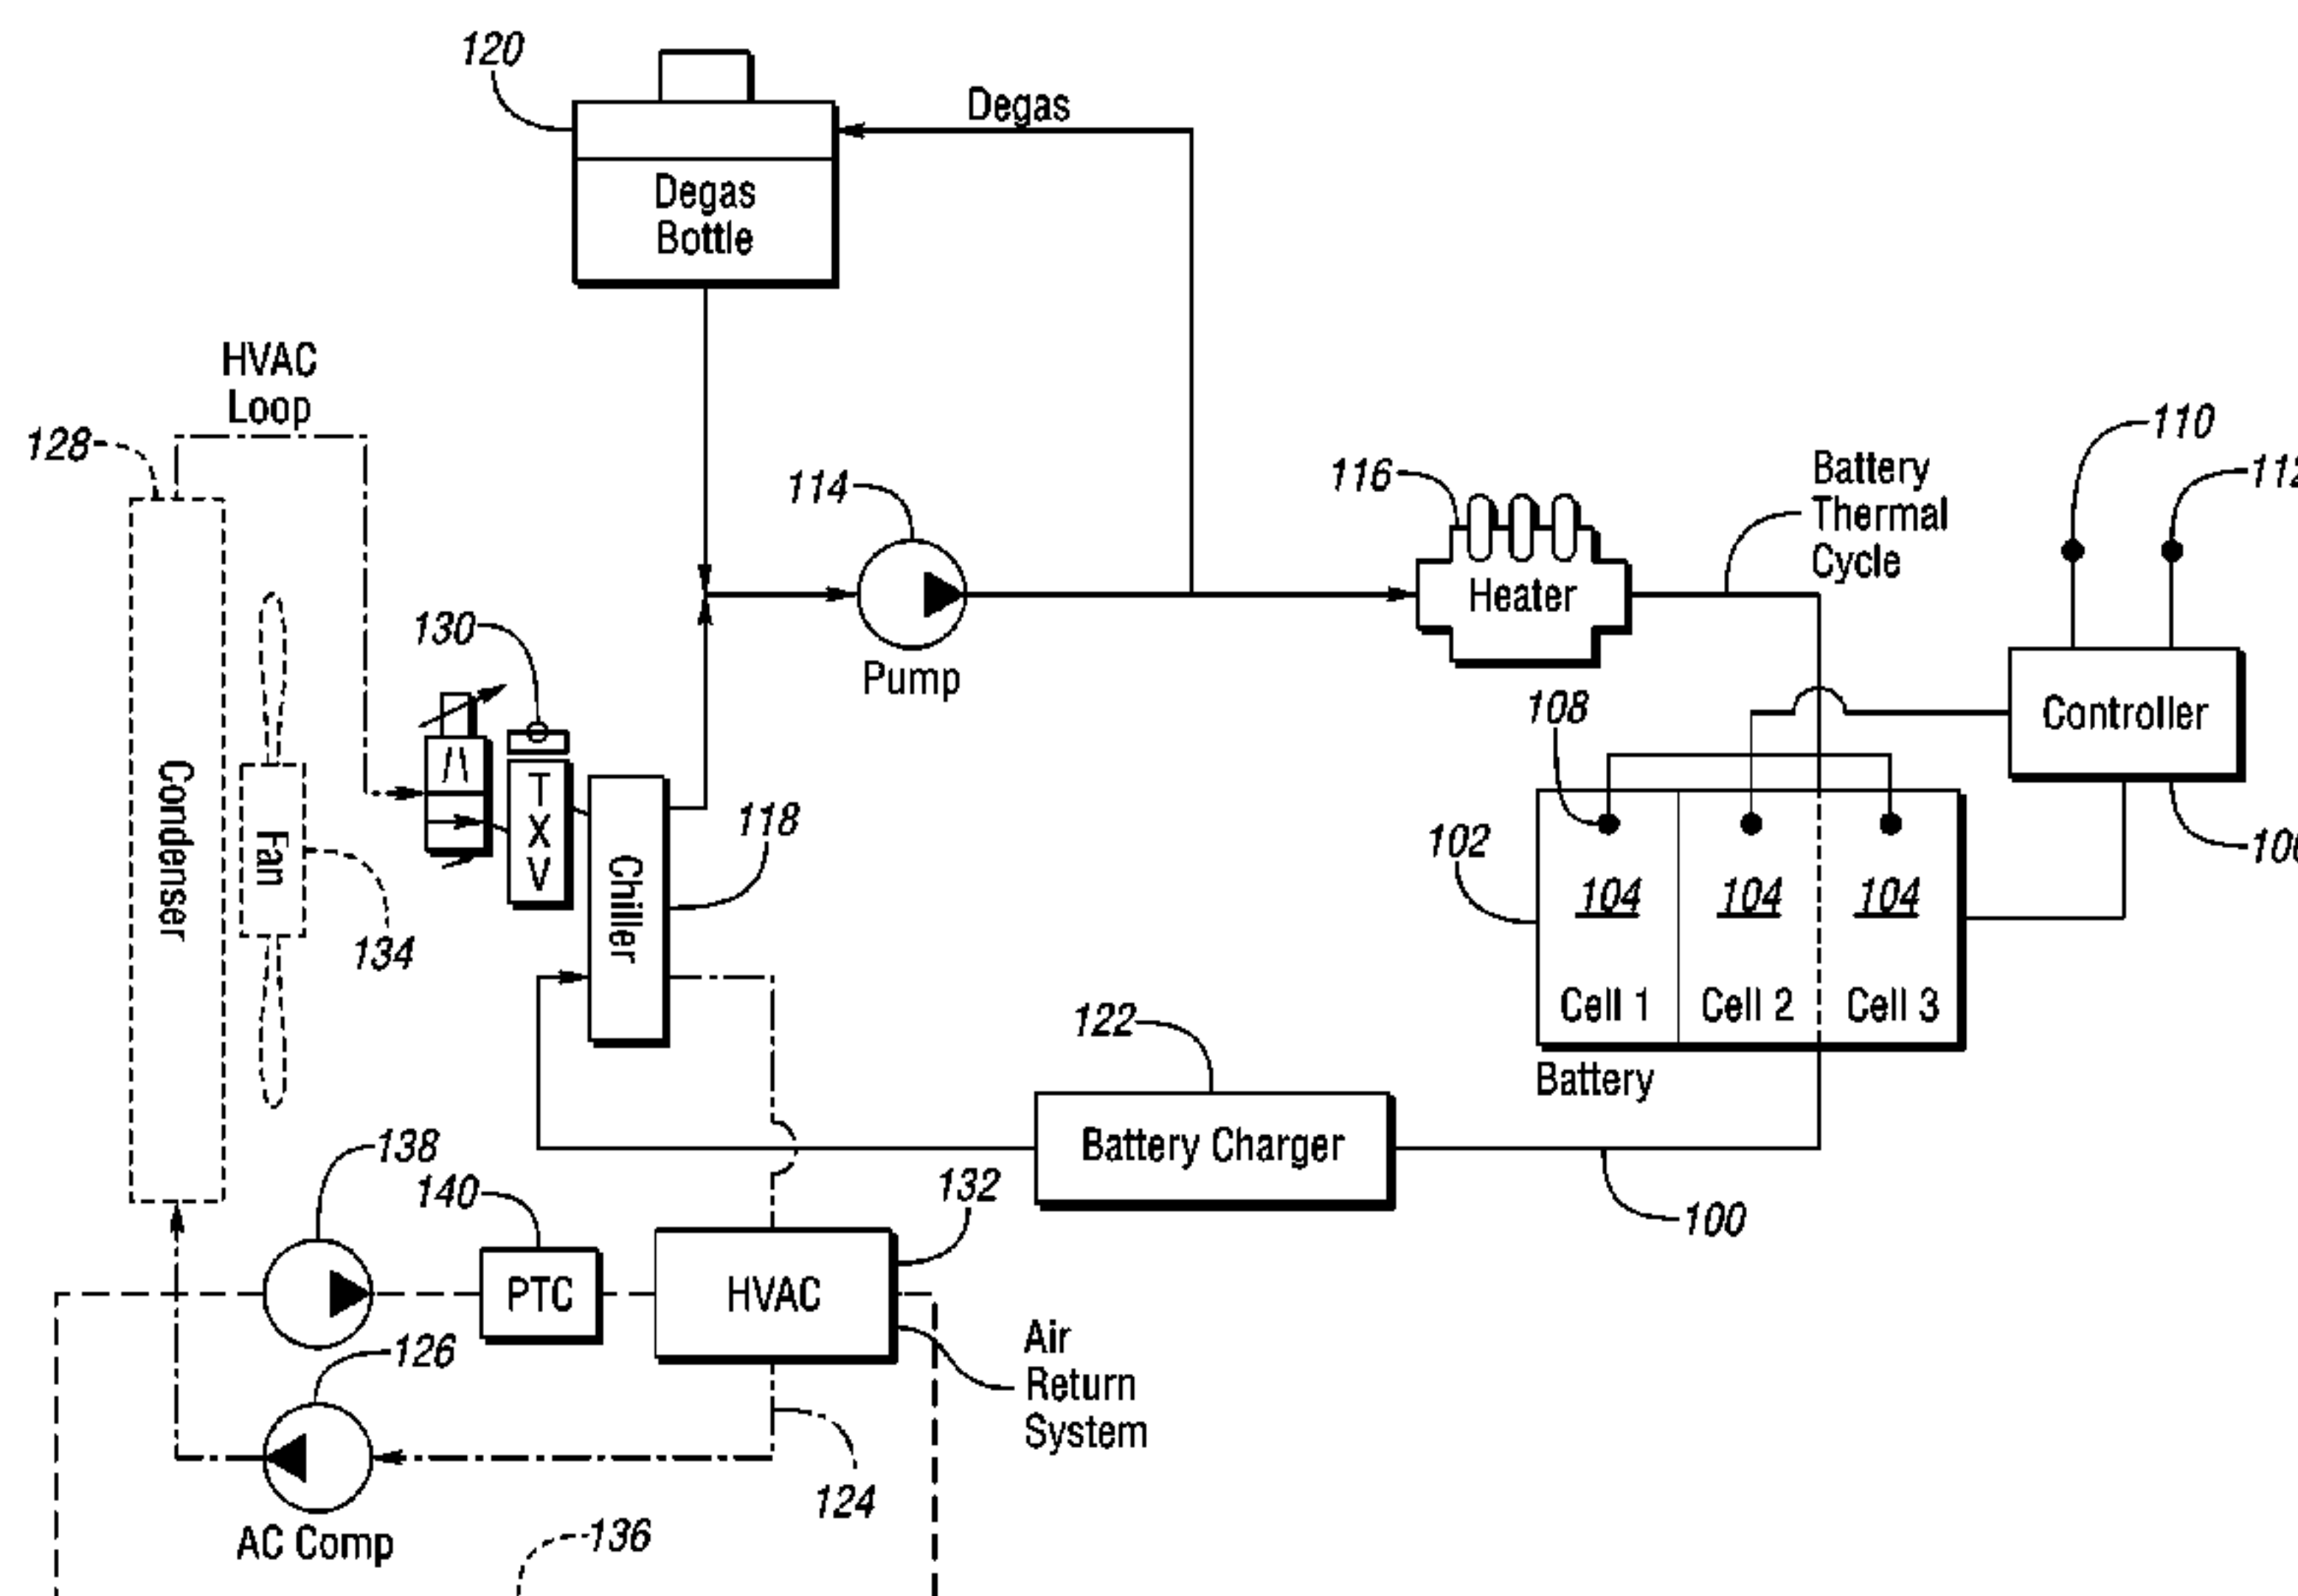 120
Degas
Degas
Bottle
HVAC
Loop
128
110
112
Battery
Thermal
Cycle
116
114
Heater
130
Pump
108
Controller
Condenser
Fan
T
X
V
118
Chiller
102
104
104
104
134
Cell 1
Cell 2
Cell 3
122
Battery
Battery Charger
138
140
132
100
PTC
HVAC
126
Air
Return
System
124
AC Comp
136